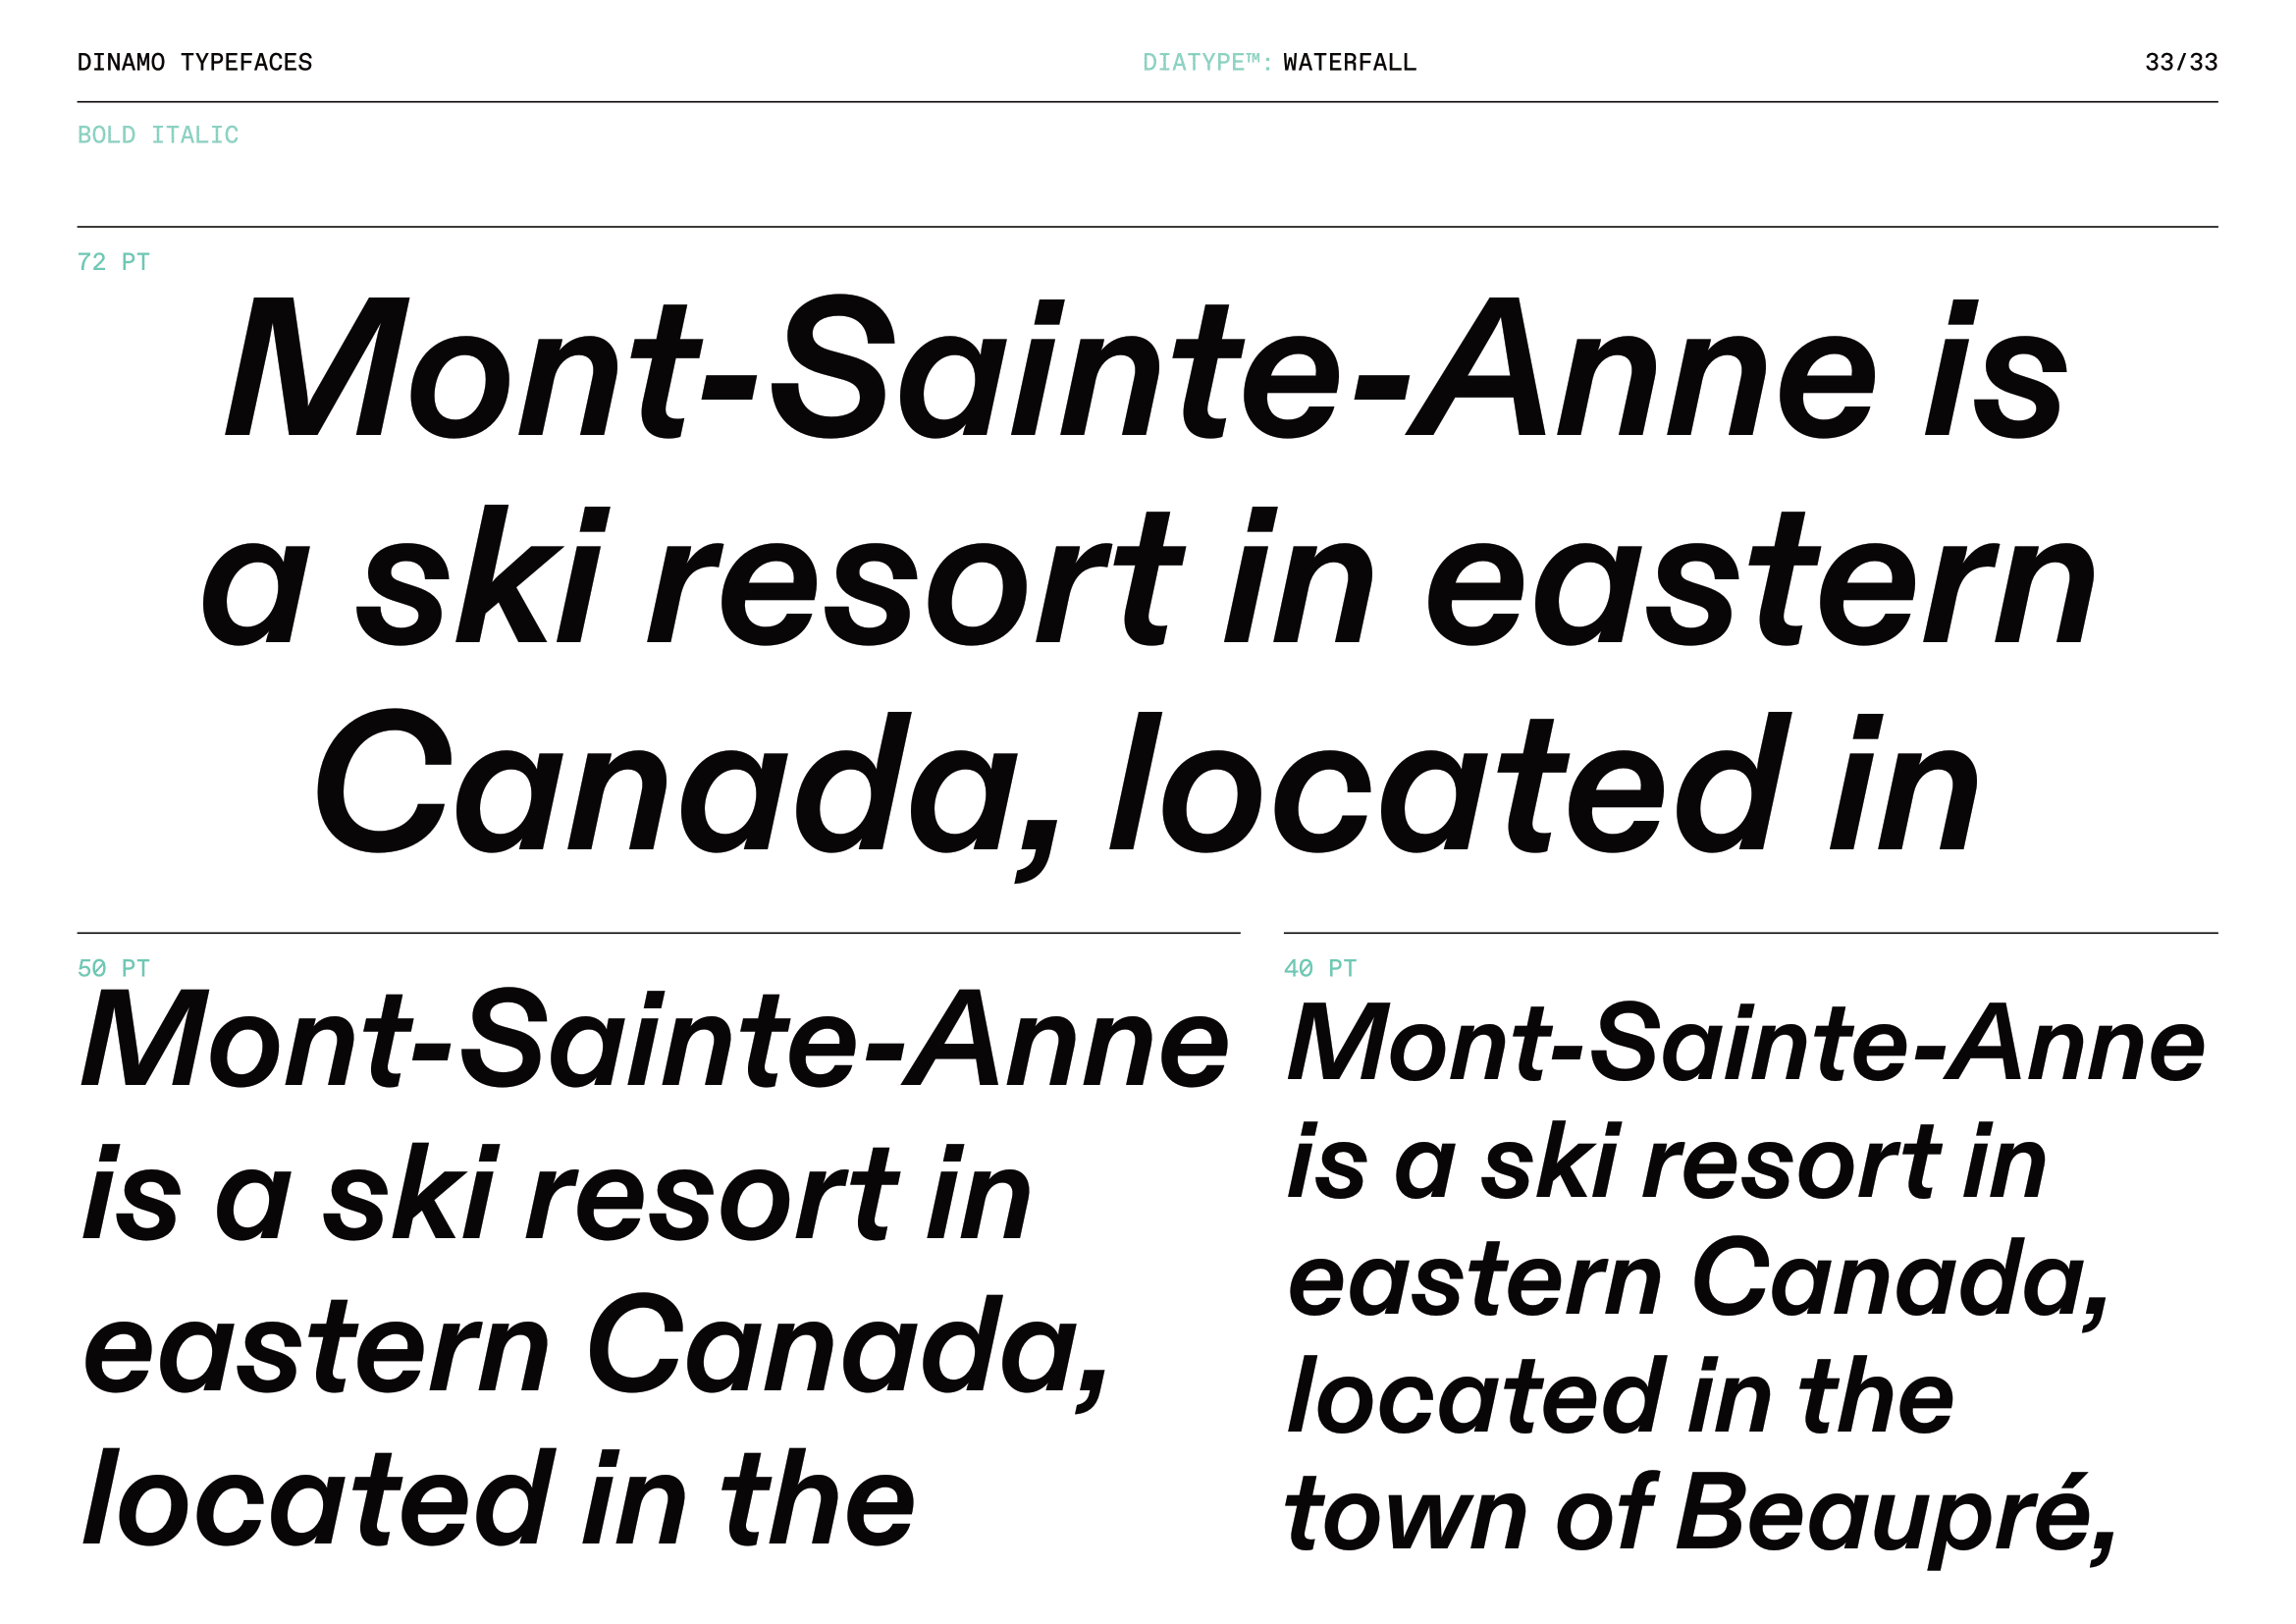 DINAMO TYPEFACES
DIATYPE™: WATERFALL
33/33
BOLD ITALIC
72 PT
Mont-Sainte-Anne is
a ski resort in eastern
Canada, located in
50 PT
Mont-Sainte-Anne
is a ski resort in
eastern Canada,
located in the
40 PT
Mont-Sainte-Anne
is a ski resort in
eastern Canada,
located in the
town of Beaupré,